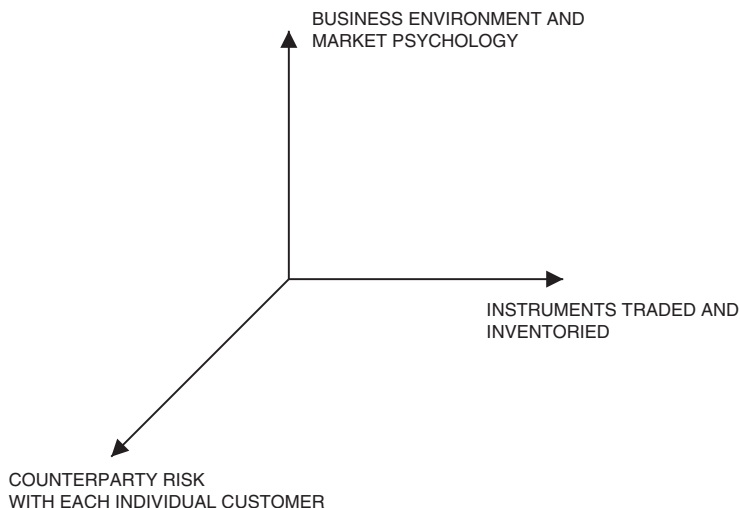 BUSINESS ENVIRONMENT AND
MARKET PSYCHOLOGY
INSTRUMENTS TRADED AND
INVENTORIED
COUNTERPARTY RISK
WITH EACH INDIVIDUAL CUSTOMER